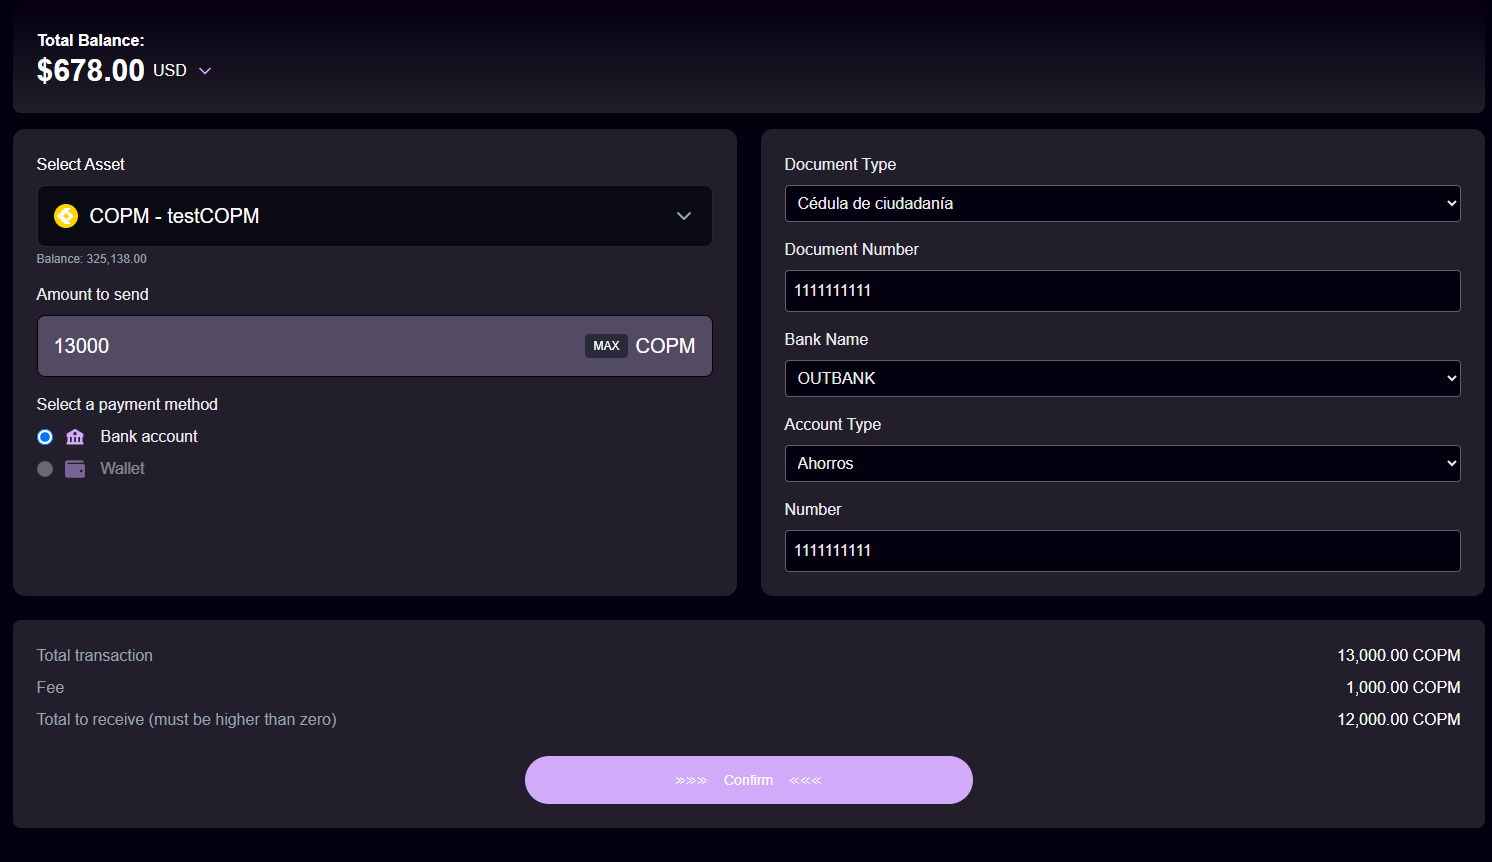 Total Balance:
$678.00 USD
Select Asset
COPM - testCOPM
Balance: 325,138.00
Amount to send
13000 MAX COPM
Select a payment method
Bank account
Wallet
Document Type
Cédula de ciudadanía
Document Number
1111111111
Bank Name
OUTBANK
Account Type
Ahorros
Number
1111111111
Total transaction 13,000.00 COPM
Fee 1,000.00 COPM
Total to receive (must be higher than zero) 12,000.00 COPM
>>> Confirm <<<